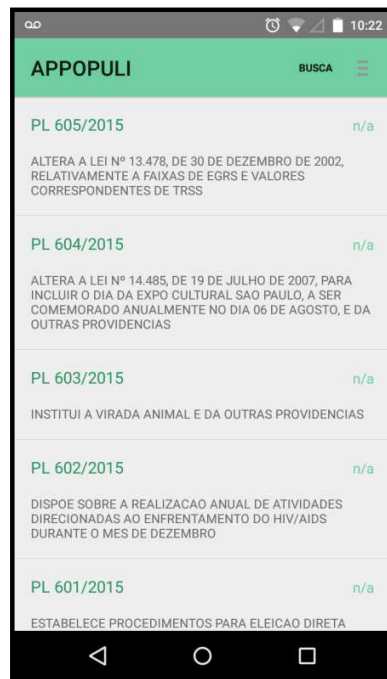 10:22
APPOPULI
BUSCA
PL 605/2015
n/a
ALTERA A LEI Nº 13.478, DE 30 DE DEZEMBRO DE 2002,
RELATIVAMENTE A FAIXAS DE EGRS E VALORES
CORRESPONDENTES DE TRSS
PL 604/2015
n/a
ALTERA A LEI Nº 14.485, DE 19 DE JULHO DE 2007, PARA
INCLUIR O DIA DA EXPO CULTURAL SAO PAULO, A SER
COMEMORADO ANUALMENTE NO DIA 06 DE AGOSTO, E DA
OUTRAS PROVIDENCIAS
PL 603/2015
n/a
INSTITUI A VIRADA ANIMAL E DA OUTRAS PROVIDENCIAS
PL 602/2015
n/a
DISPOE SOBRE A REALIZACAO ANUAL DE ATIVIDADES
DIRECIONADAS AO ENFRENTAMENTO DO HIV/AIDS
DURANTE O MES DE DEZEMBRO
PL 601/2015
n/a
ESTABELECE PROCEDIMENTOS PARA ELEICAO DIRETA